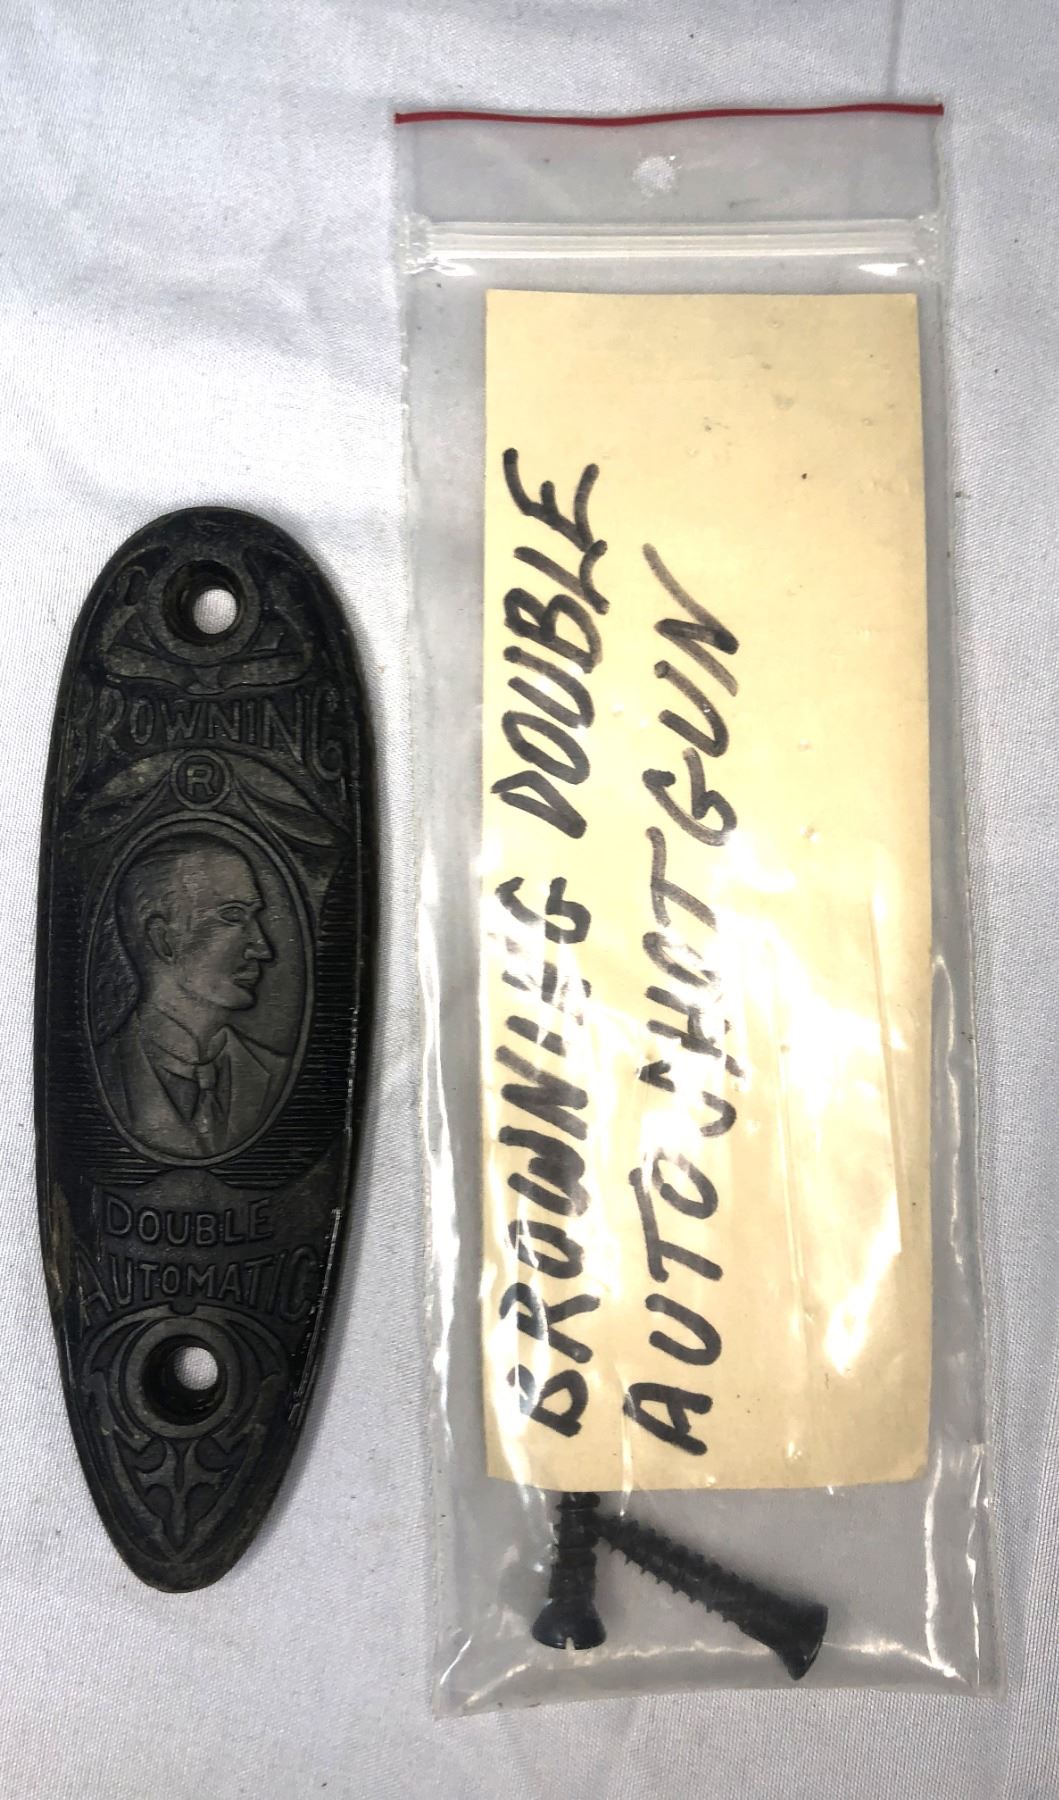 BROWNING
R
DOUBLE
AUTOMATIC
BROWNING DOUBLE
AUTO SHOTGUN